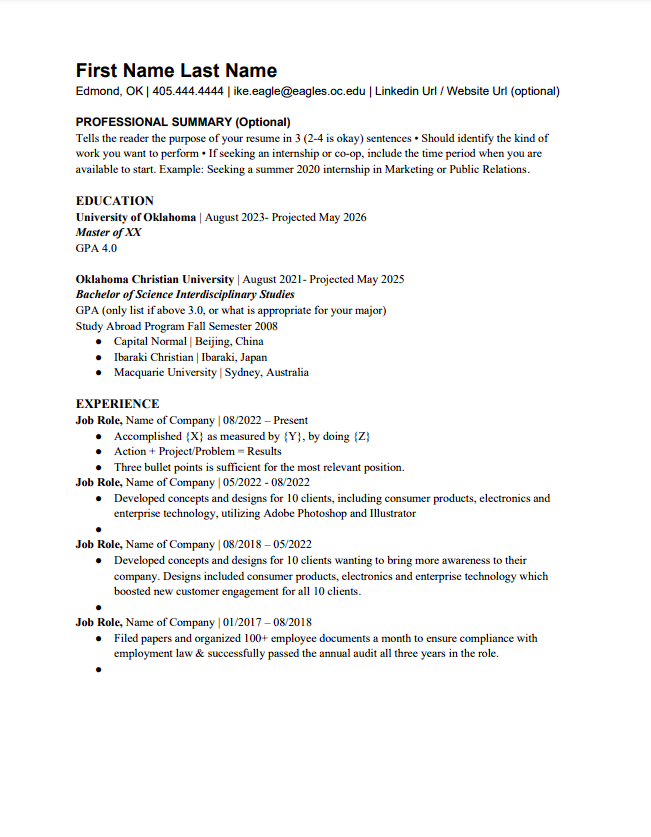 First Name Last Name
Edmond, OK | 405.444.4444 | ike.eagle@eagles.oc.edu | Linkedin Url / Website Url (optional)
PROFESSIONAL SUMMARY (Optional)
Tells the reader the purpose of your resume in 3 (2-4 is okay) sentences • Should identify the kind of
work you want to perform • If seeking an internship or co-op, include the time period when you are
available to start. Example: Seeking a summer 2020 internship in Marketing or Public Relations.
EDUCATION
University of Oklahoma | August 2023- Projected May 2026
Master of XX
GPA 4.0
Oklahoma Christian University | August 2021- Projected May 2025
Bachelor of Science Interdisciplinary Studies
GPA (only list if above 3.0, or what is appropriate for your major)
Study Abroad Program Fall Semester 2008
● Capital Normal | Beijing, China
● Ibaraki Christian | Ibaraki, Japan
● Macquarie University | Sydney, Australia
EXPERIENCE
Job Role, Name of Company | 08/2022 – Present
● Accomplished {X} as measured by {Y}, by doing {Z}
● Action + Project/Problem = Results
● Three bullet points is sufficient for the most relevant position.
Job Role, Name of Company | 05/2022 - 08/2022
● Developed concepts and designs for 10 clients, including consumer products, electronics and
enterprise technology, utilizing Adobe Photoshop and Illustrator
●
Job Role, Name of Company | 08/2018 – 05/2022
● Developed concepts and designs for 10 clients wanting to bring more awareness to their
company. Designs included consumer products, electronics and enterprise technology which
boosted new customer engagement for all 10 clients.
●
Job Role, Name of Company | 01/2017 – 08/2018
● Filed papers and organized 100+ employee documents a month to ensure compliance with
employment law & successfully passed the annual audit all three years in the role.
●